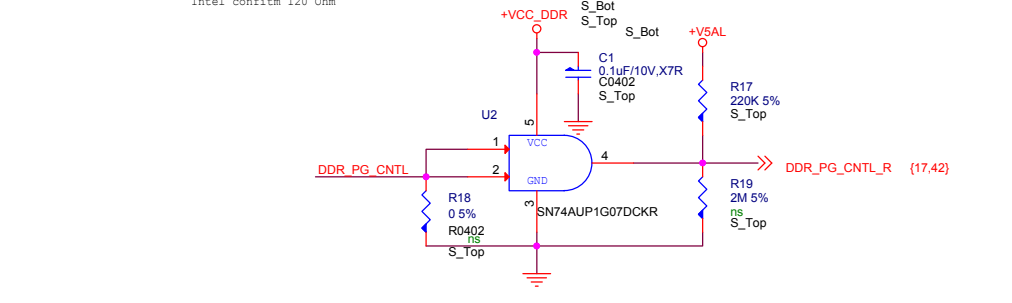 Intel confitm 120 Ohm
S_Bot
+VCC_DDR
S_Top
S_Bot
+V5AL
C1
0.1uF/10V,X7R
C0402
S_Top
R17
220K 5%
S_Top
U2
5
1
VCC
4
DDR_PG_CNTL
2
GND
DDR_PG_CNTL_R {17,42}
R18
0 5%
R0402
ns
S_Top
3
SN74AUP1G07DCKR
R19
2M 5%
ns
S_Top